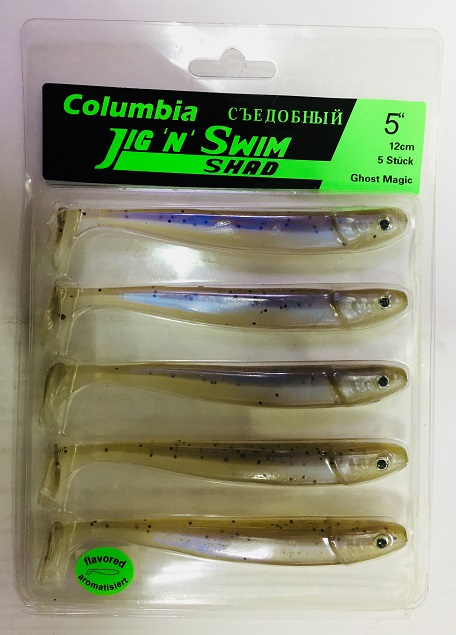 Columbia СЪЕДОБНЫЙ
JIG 'N' SWIM
SHAD
5“
12cm
5 Stück
Ghost Magic
flavored
aromatisiert